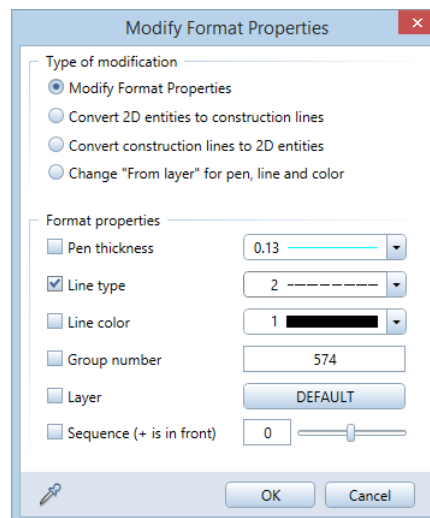 Modify Format Properties
Type of modification
Modify Format Properties
Convert 2D entities to construction lines
Convert construction lines to 2D entities
Change "From layer" for pen, line and color
Format properties
Pen thickness 0.13
Line type 2
Line color 1
Group number 574
Layer DEFAULT
Sequence (+ is in front) 0
OK Cancel